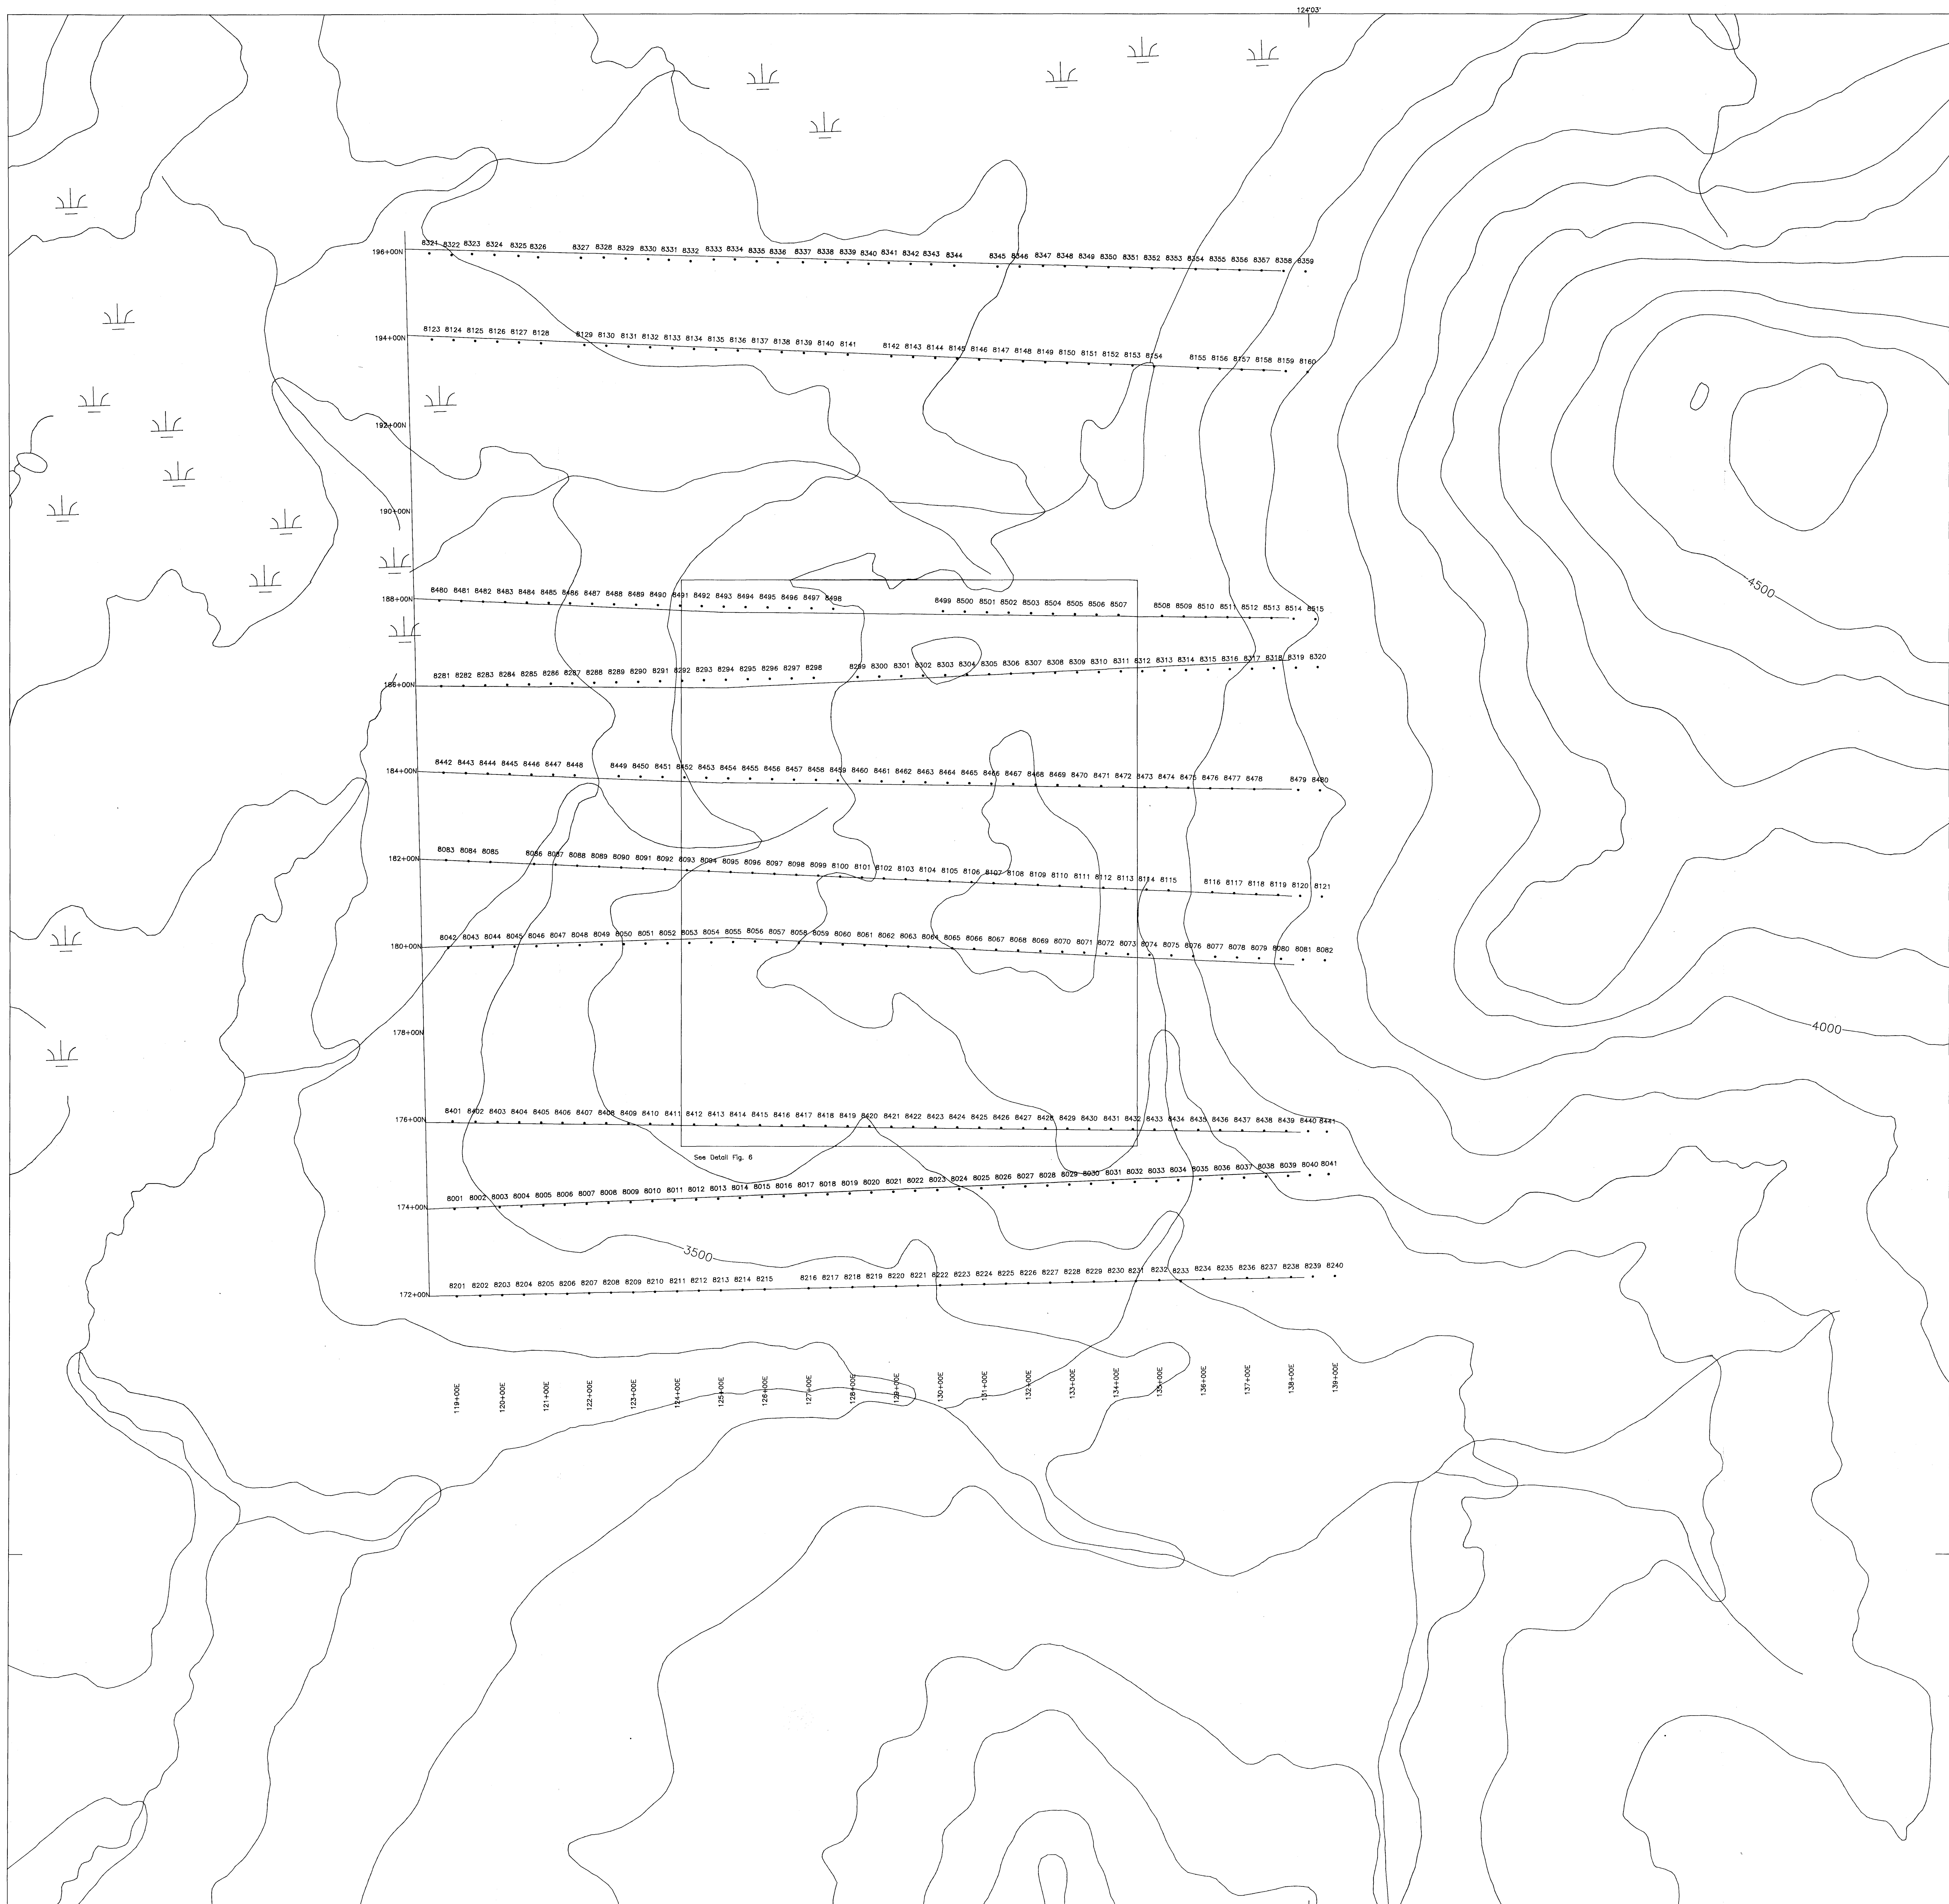 124°03'
8321 8322 8323 8324 8325 8326 8327 8328 8329 8330 8331 8332 8333 8334 8335 8336 8337 8338 8339 8340 8341 8342 8343 8344 8345 8346 8347 8348 8349 8350 8351 8352 8353 8354 8355 8356 8357 8358 8359
196+00N
8123 8124 8125 8126 8127 8128 8129 8130 8131 8132 8133 8134 8135 8136 8137 8138 8139 8140 8141 8142 8143 8144 8145 8146 8147 8148 8149 8150 8151 8152 8153 8154 8155 8156 8157 8158 8159 8160
194+00N
192+00N
190+00N
4500
8480 8481 8482 8483 8484 8485 8486 8487 8488 8489 8490 8491 8492 8493 8494 8495 8496 8497 8498 8499 8500 8501 8502 8503 8504 8505 8506 8507 8508 8509 8510 8511 8512 8513 8514 8515
188+00N
8281 8282 8283 8284 8285 8286 8287 8288 8289 8290 8291 8292 8293 8294 8295 8296 8297 8298 8299 8300 8301 8302 8303 8304 8305 8306 8307 8308 8309 8310 8311 8312 8313 8314 8315 8316 8317 8318 8319 8320
186+00N
8442 8443 8444 8445 8446 8447 8448 8449 8450 8451 8452 8453 8454 8455 8456 8457 8458 8459 8460 8461 8462 8463 8464 8465 8466 8467 8468 8469 8470 8471 8472 8473 8474 8475 8476 8477 8478 8479 8480
184+00N
8083 8084 8085 8086 8087 8088 8089 8090 8091 8092 8093 8094 8095 8096 8097 8098 8099 8100 8101 8102 8103 8104 8105 8106 8107 8108 8109 8110 8111 8112 8113 8114 8115 8116 8117 8118 8119 8120 8121
182+00N
8042 8043 8044 8045 8046 8047 8048 8049 8050 8051 8052 8053 8054 8055 8056 8057 8058 8059 8060 8061 8062 8063 8064 8065 8066 8067 8068 8069 8070 8071 8072 8073 8074 8075 8076 8077 8078 8079 8080 8081 8082
180+00N
178+00N
4000
8401 8402 8403 8404 8405 8406 8407 8408 8409 8410 8411 8412 8413 8414 8415 8416 8417 8418 8419 8420 8421 8422 8423 8424 8425 8426 8427 8428 8429 8430 8431 8432 8433 8434 8435 8436 8437 8438 8439 8440 8441
176+00N
See Detail Fig. 6
8001 8002 8003 8004 8005 8006 8007 8008 8009 8010 8011 8012 8013 8014 8015 8016 8017 8018 8019 8020 8021 8022 8023 8024 8025 8026 8027 8028 8029 8030 8031 8032 8033 8034 8035 8036 8037 8038 8039 8040 8041
174+00N
3500
8201 8202 8203 8204 8205 8206 8207 8208 8209 8210 8211 8212 8213 8214 8215 8216 8217 8218 8219 8220 8221 8222 8223 8224 8225 8226 8227 8228 8229 8230 8231 8232 8233 8234 8235 8236 8237 8238 8239 8240
172+00N
119+00E 120+00E 121+00E 122+00E 123+00E 124+00E 125+00E 126+00E 127+00E 128+00E 129+00E 130+00E 131+00E 132+00E 133+00E 134+00E 135+00E 136+00E 137+00E 138+00E 139+00E